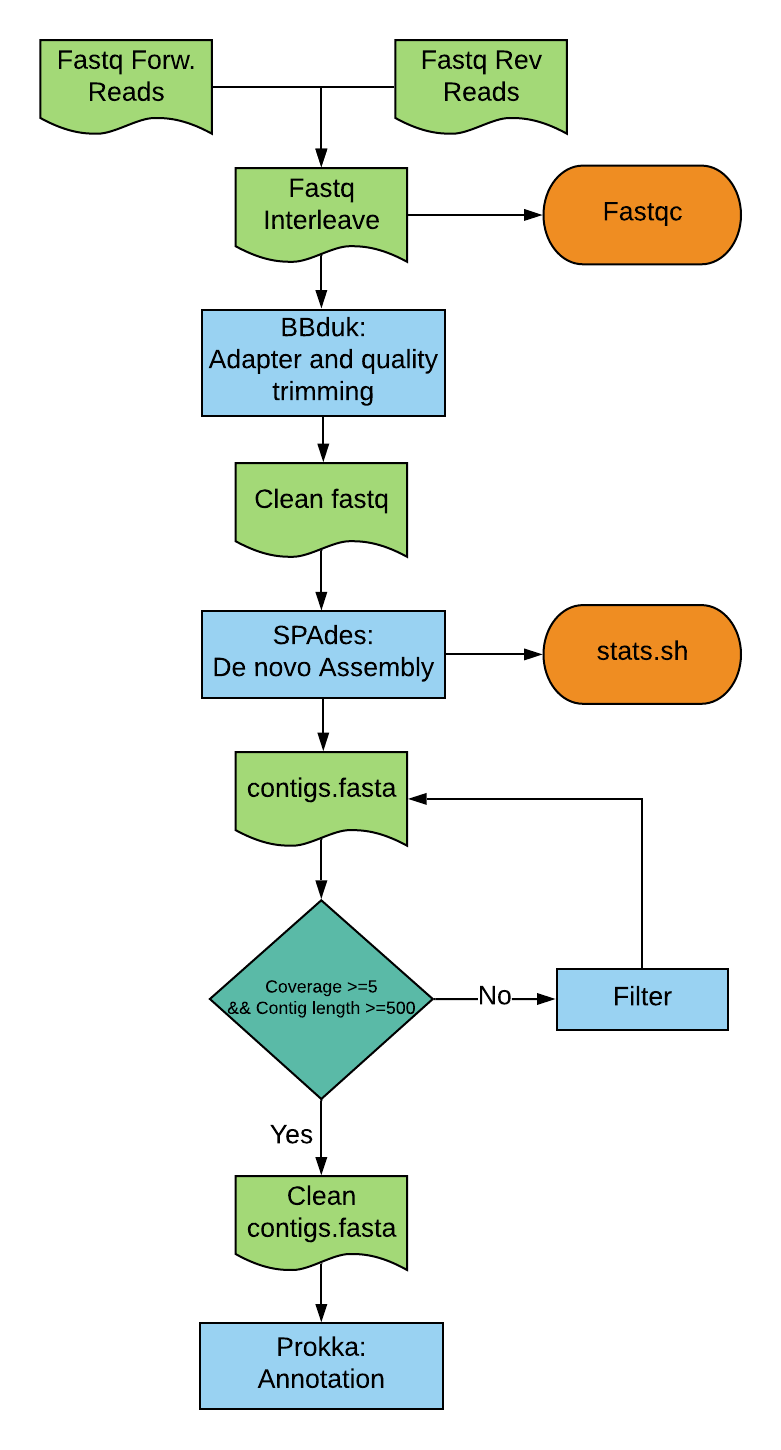 Fastq Forw.
Reads
Fastq Rev
Reads
Fastq
Interleave
Fastqc
BBduk:
Adapter and quality
trimming
Clean fastq
SPAdes:
De novo Assembly
stats.sh
contigs.fasta
Coverage >=5
&& Contig length >=500
No
Filter
Yes
Clean
contigs.fasta
Prokka:
Annotation